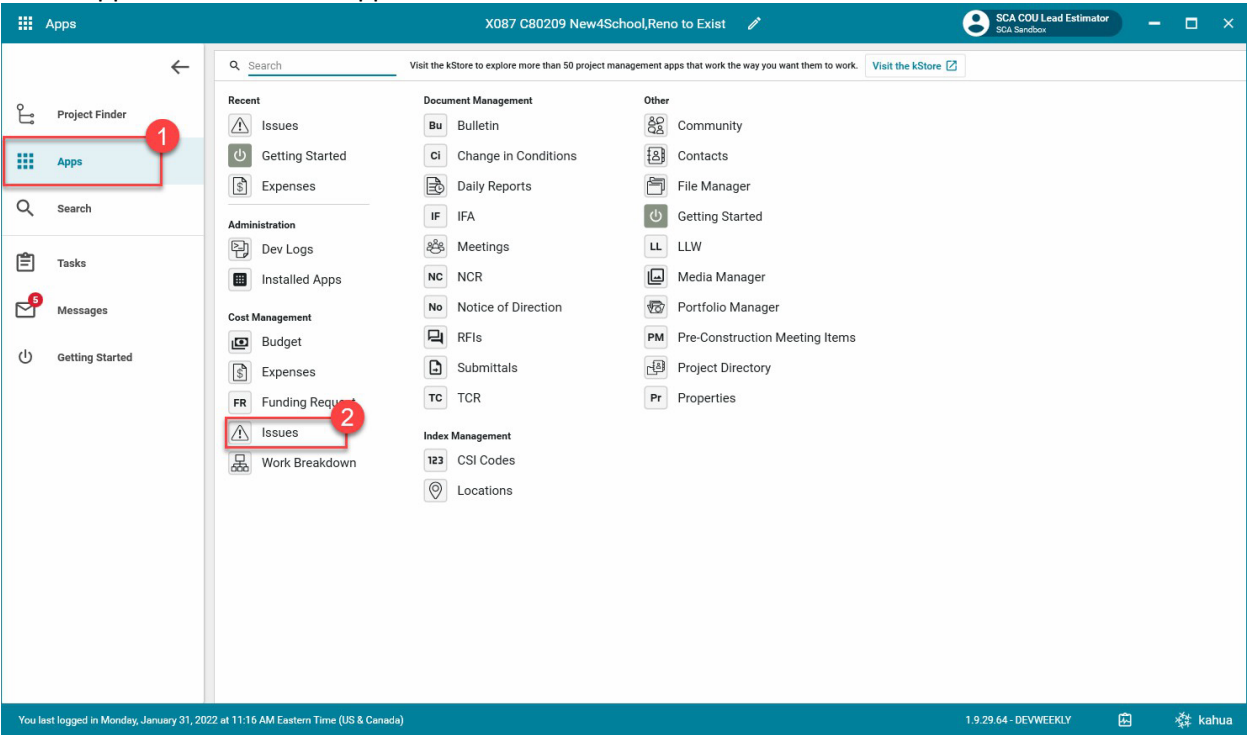 Apps
X087 C80209 New4School,Reno to Exist
SCA COU Lead Estimator
SCA Sandbox
Search
Visit the kStore to explore more than 50 project management apps that work the way you want them to work.
Visit the kStore
Project Finder
1
Apps
Search
Tasks
5
Messages
Getting Started
Recent
Issues
Getting Started
$ Expenses
Administration
Dev Logs
Installed Apps
Cost Management
Budget
$ Expenses
FR Funding Request
2
Issues
Work Breakdown
Document Management
Bu Bulletin
Ci Change in Conditions
Daily Reports
IF IFA
Meetings
NC NCR
No Notice of Direction
RFIs
Submittals
TC TCR
Index Management
123 CSI Codes
Locations
Other
Community
Contacts
File Manager
Getting Started
LL LLW
Media Manager
Portfolio Manager
PM Pre-Construction Meeting Items
Project Directory
Pr Properties
You last logged in Monday, January 31, 2022 at 11:16 AM Eastern Time (US & Canada)
1.9.29.64 - DEVWEEKLY
kahua